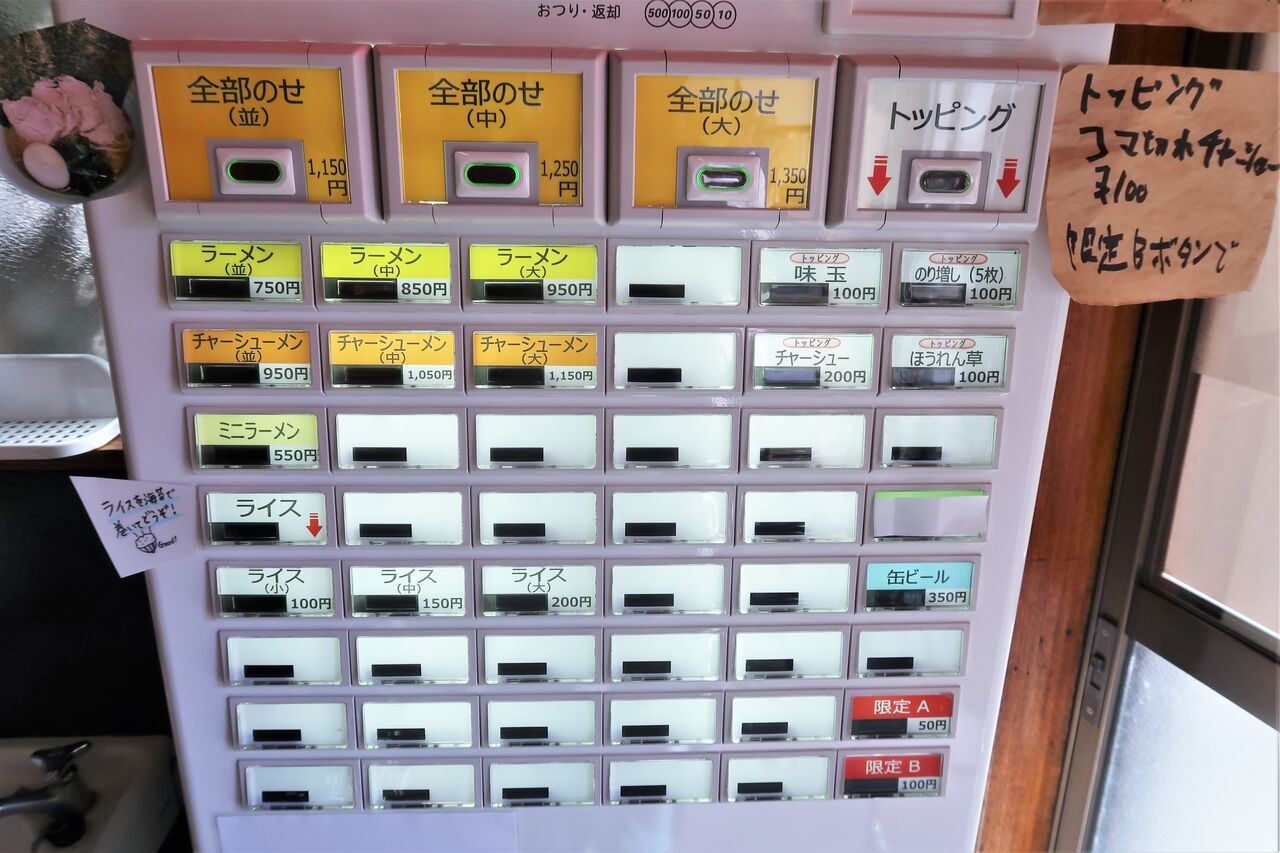 おつり・返却 500 100 50 10
全部のせ
(並)
1,150
円
全部のせ
(中)
1,250
円
全部のせ
(大)
1,350
円
トッピング
トッピング
コマ切れチャーシュー
¥100
限定Bボタンで
ラーメン
(並)
750円
ラーメン
(中)
850円
ラーメン
(大)
950円
トッピング
味玉
100円
トッピング
のり増し(5枚)
100円
チャーシューメン
(並)
950円
チャーシューメン
(中)
1,050円
チャーシューメン
(大)
1,150円
トッピング
チャーシュー
200円
トッピング
ほうれん草
100円
ミニラーメン
550円
ライスを海苔で
巻いてどうぞ!
Good!
ライス
ライス
(小)
100円
ライス
(中)
150円
ライス
(大)
200円
缶ビール
350円
限定 A
50円
限定 B
100円